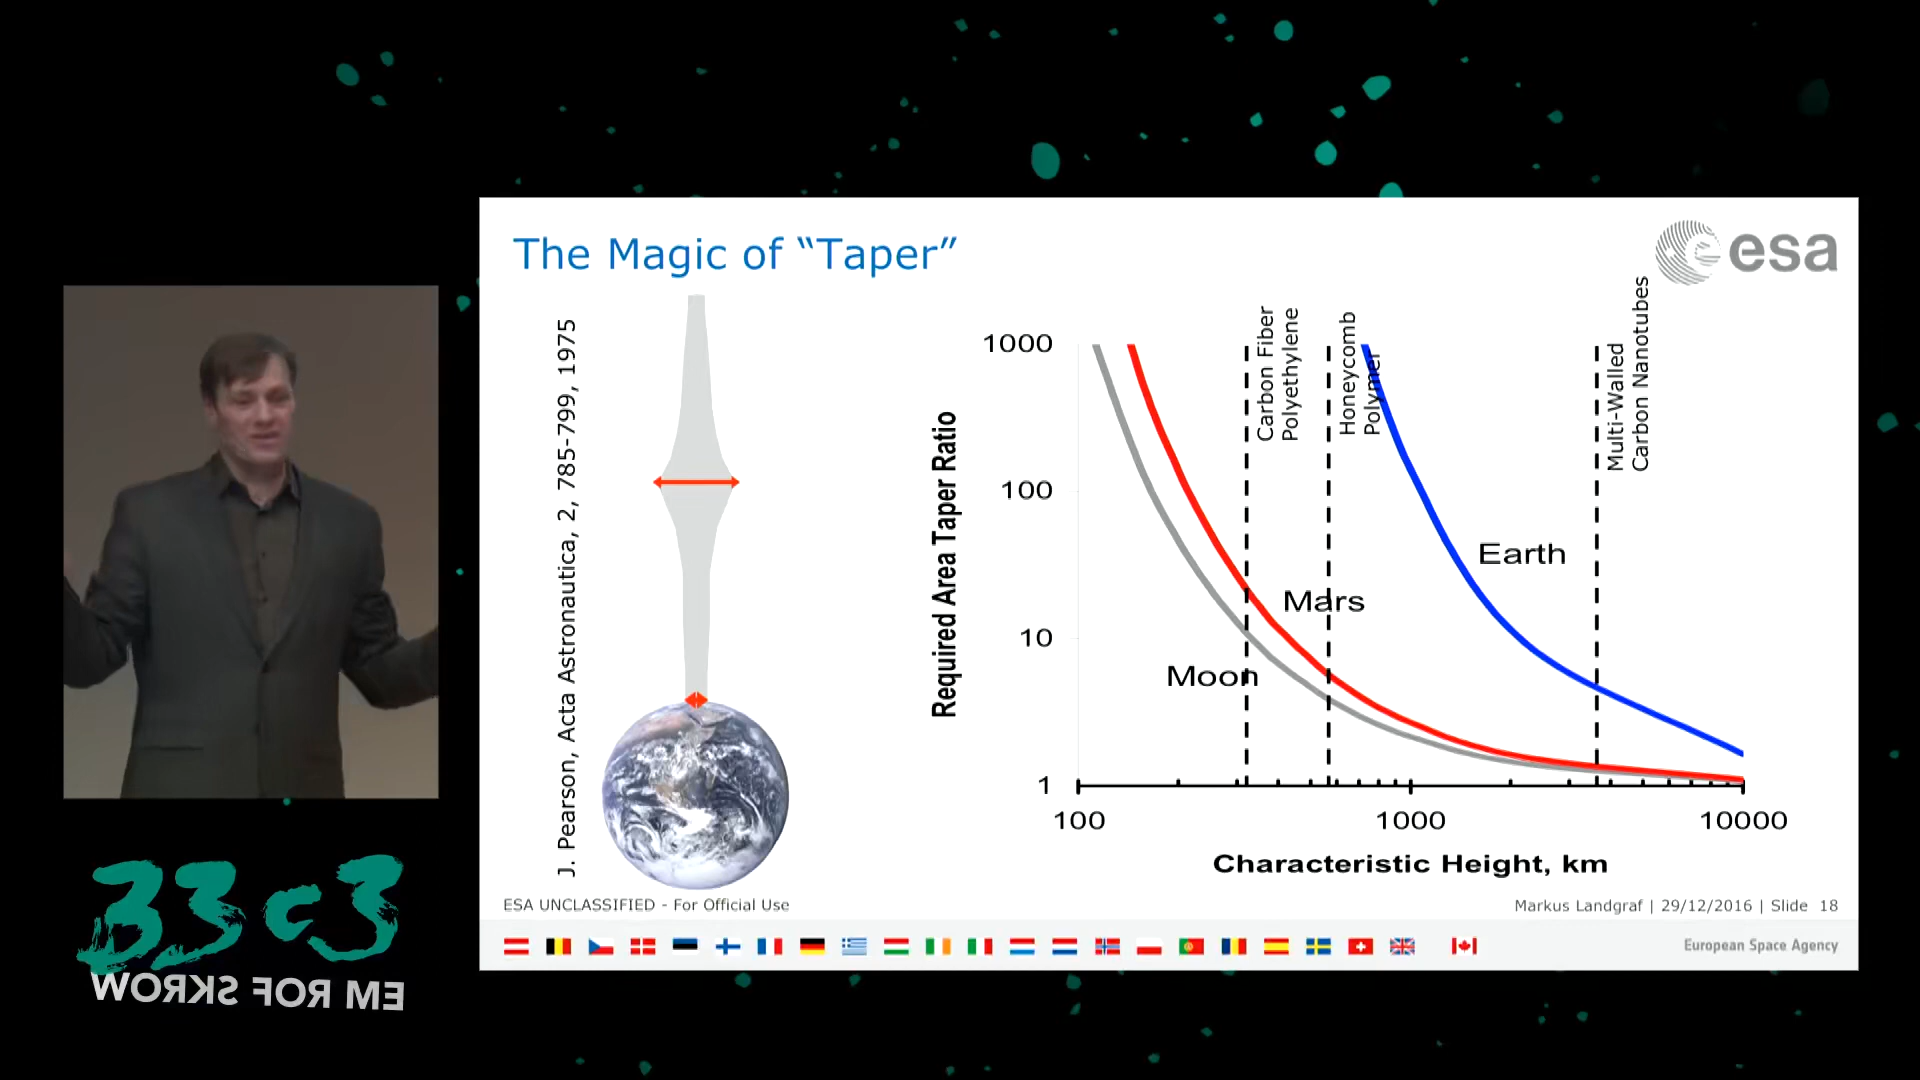 The Magic of “Taper”
esa
J. Pearson, Acta Astronautica, 2, 785-799, 1975
Required Area Taper Ratio
1000
100
10
1
Carbon Fiber
Polyethylene
Honeycomb
Polymer
Multi-Walled
Carbon Nanotubes
Earth
Mars
Moon
100
1000
10000
Characteristic Height, km
ESA UNCLASSIFIED - For Official Use
Markus Landgraf | 29/12/2016 | Slide 18
European Space Agency
33c3
WORKS FOR ME